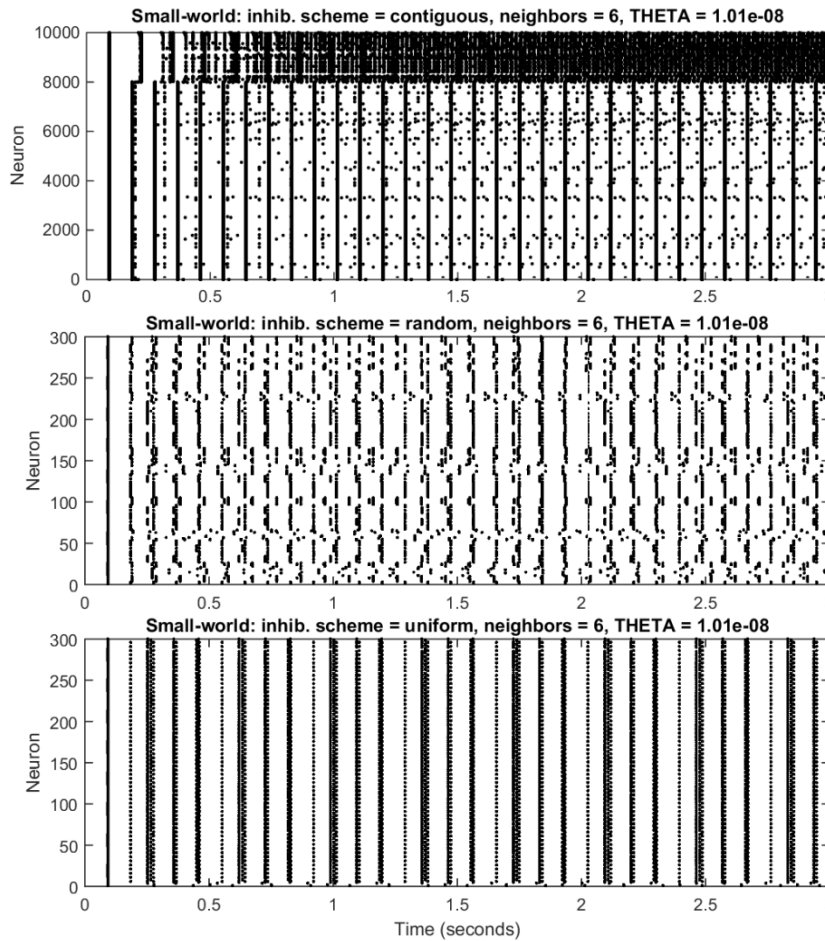 Small-world: inhib. scheme = contiguous, neighbors = 6, THETA = 1.01e-08
10000
8000
6000
4000
2000
0
Neuron
0 0.5 1 1.5 2 2.5
Small-world: inhib. scheme = random, neighbors = 6, THETA = 1.01e-08
300
250
200
150
100
50
0
Neuron
0 0.5 1 1.5 2 2.5
Small-world: inhib. scheme = uniform, neighbors = 6, THETA = 1.01e-08
300
250
200
150
100
50
0
Neuron
0 0.5 1 1.5 2 2.5
Time (seconds)